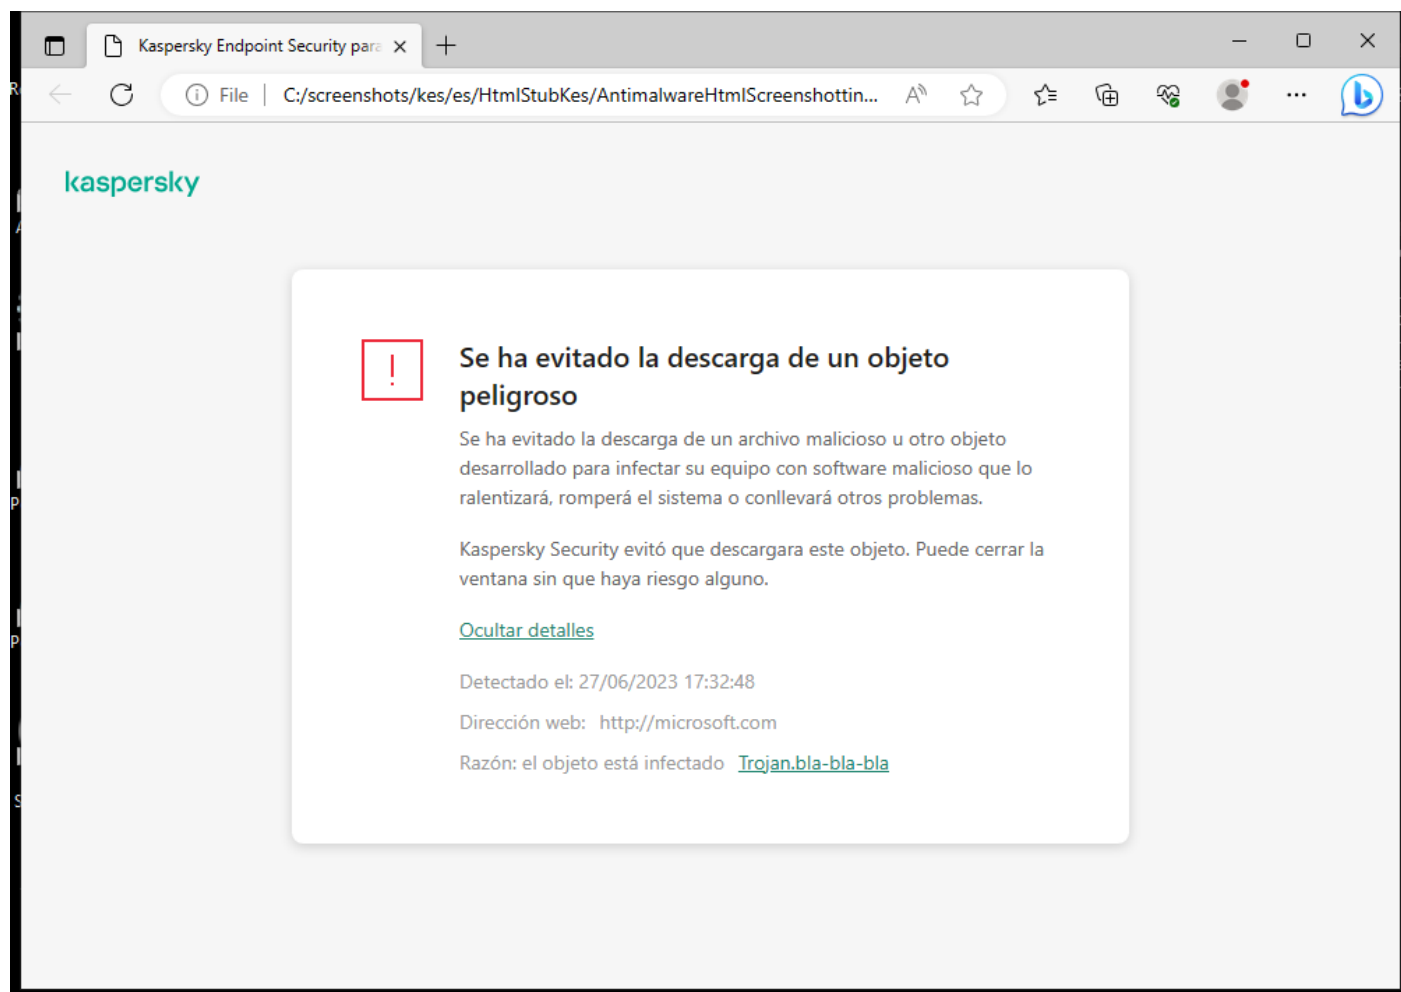 Kaspersky Endpoint Security para
File
C:/screenshots/kes/es/HtmlStubKes/AntimalwareHtmlScreenshottin...
kaspersky
Se ha evitado la descarga de un objeto
peligroso
Se ha evitado la descarga de un archivo malicioso u otro objeto
desarrollado para infectar su equipo con software malicioso que lo
ralentizará, romperá el sistema o conllevará otros problemas.
Kaspersky Security evitó que descargara este objeto. Puede cerrar la
ventana sin que haya riesgo alguno.
Ocultar detalles
Detectado el: 27/06/2023 17:32:48
Dirección web: http://microsoft.com
Razón: el objeto está infectado Trojan.bla-bla-bla